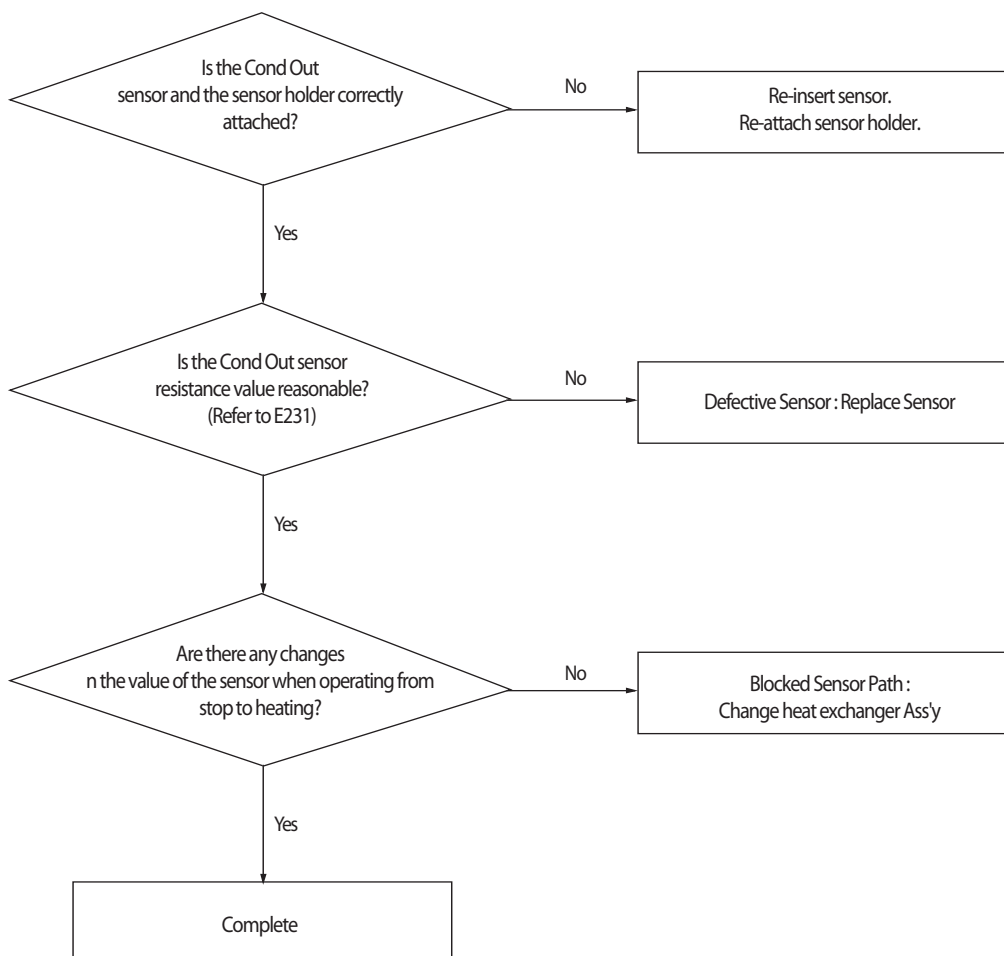 Is the Cond Out
sensor and the sensor holder correctly
attached?
No
Re-insert sensor.
Re-attach sensor holder.
Yes
Is the Cond Out sensor
resistance value reasonable?
(Refer to E231)
No
Defective Sensor : Replace Sensor
Yes
Are there any changes
n the value of the sensor when operating from
stop to heating?
No
Blocked Sensor Path :
Change heat exchanger Ass'y
Yes
Complete